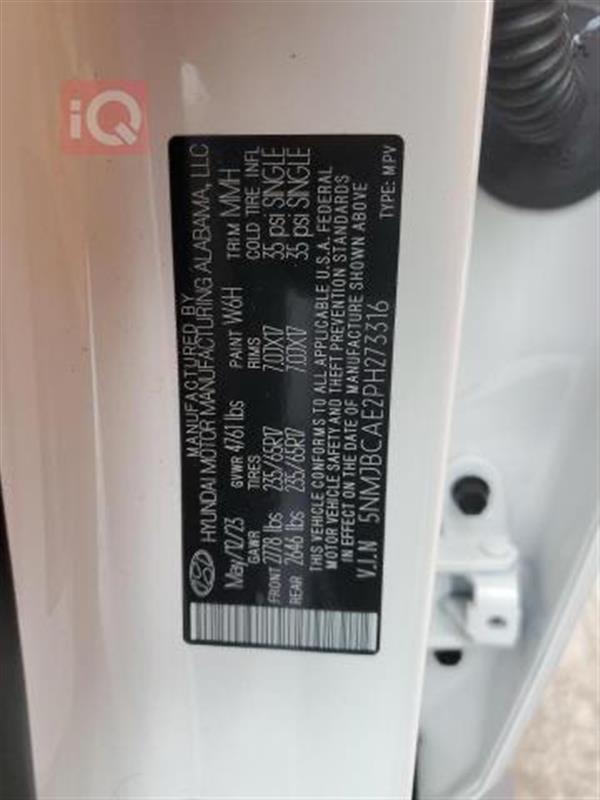 iQ
MANUFACTURED BY
HYUNDAI MOTOR MANUFACTURING ALABAMA, LLC
May/12/23 GVWR 4761 lbs PAINT W6H TRIM MMH
GAWR TIRES RIMS COLD TIRE INFL
FRONT 2778 lbs 235/65R17 7.0JX17 35 psi SINGLE
REAR 2646 lbs 235/65R17 7.0JX17 35 psi SINGLE
THIS VEHICLE CONFORMS TO ALL APPLICABLE U.S.A. FEDERAL
MOTOR VEHICLE SAFETY AND THEFT PREVENTION STANDARDS
IN EFFECT ON THE DATE OF MANUFACTURE SHOWN ABOVE
V.I.N 5NMJBCAE2PH273316 TYPE: MPV